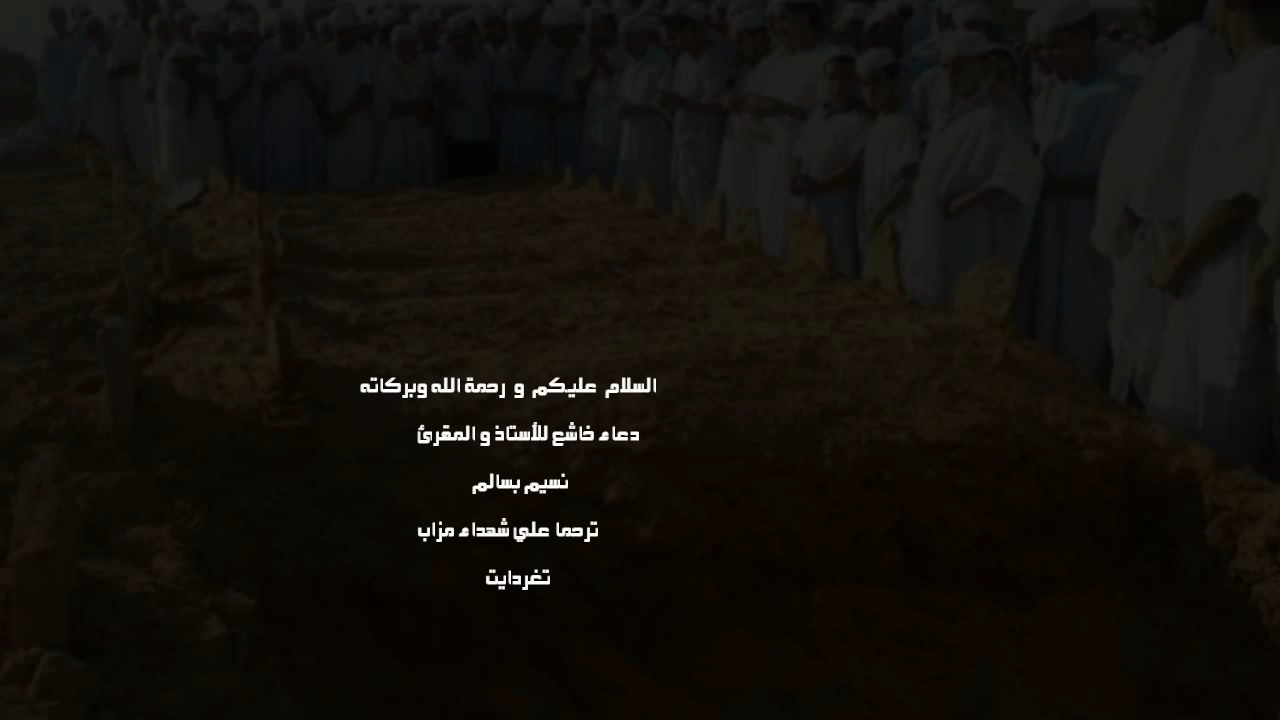 السلام عليكم و رحمة الله وبركاته
دعاء خاشع للأستاذ و المقرئ
نسيم بسالم
ترحما علي شهداء مزاب
تغردايت